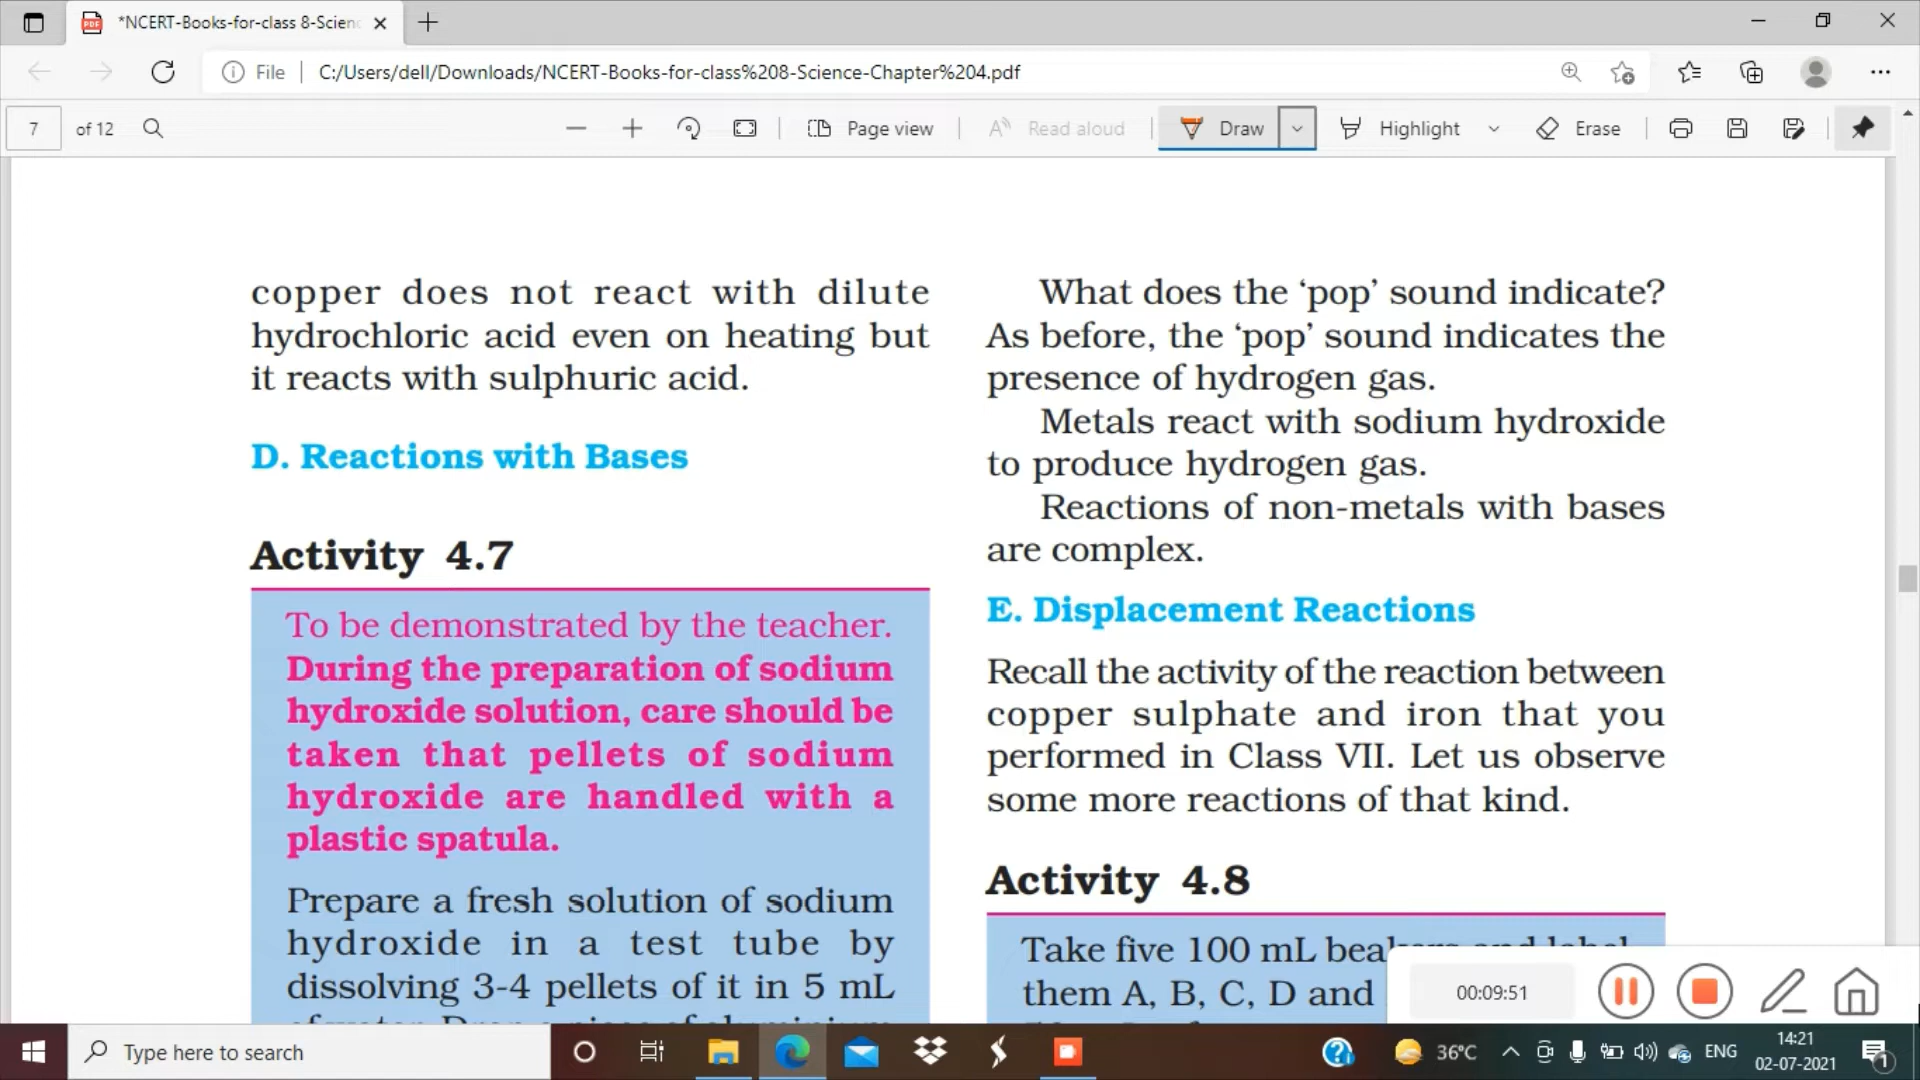 *NCERT-Books-for-class 8-Scien
File
C:/Users/dell/Downloads/NCERT-Books-for-class%208-Science-Chapter%204.pdf
7 of 12
Page view
Read aloud
Draw
Highlight
Erase
copper does not react with dilute
hydrochloric acid even on heating but
it reacts with sulphuric acid.
D. Reactions with Bases
Activity 4.7
To be demonstrated by the teacher.
During the preparation of sodium
hydroxide solution, care should be
taken that pellets of sodium
hydroxide are handled with a
plastic spatula.
Prepare a fresh solution of sodium
hydroxide in a test tube by
dissolving 3-4 pellets of it in 5 mL
What does the ‘pop’ sound indicate?
As before, the ‘pop’ sound indicates the
presence of hydrogen gas.
Metals react with sodium hydroxide
to produce hydrogen gas.
Reactions of non-metals with bases
are complex.
E. Displacement Reactions
Recall the activity of the reaction between
copper sulphate and iron that you
performed in Class VII. Let us observe
some more reactions of that kind.
Activity 4.8
Take five 100 mL beakers and label
them A, B, C, D and
00:09:51
Type here to search
36°C
ENG
14:21
02-07-2021
1